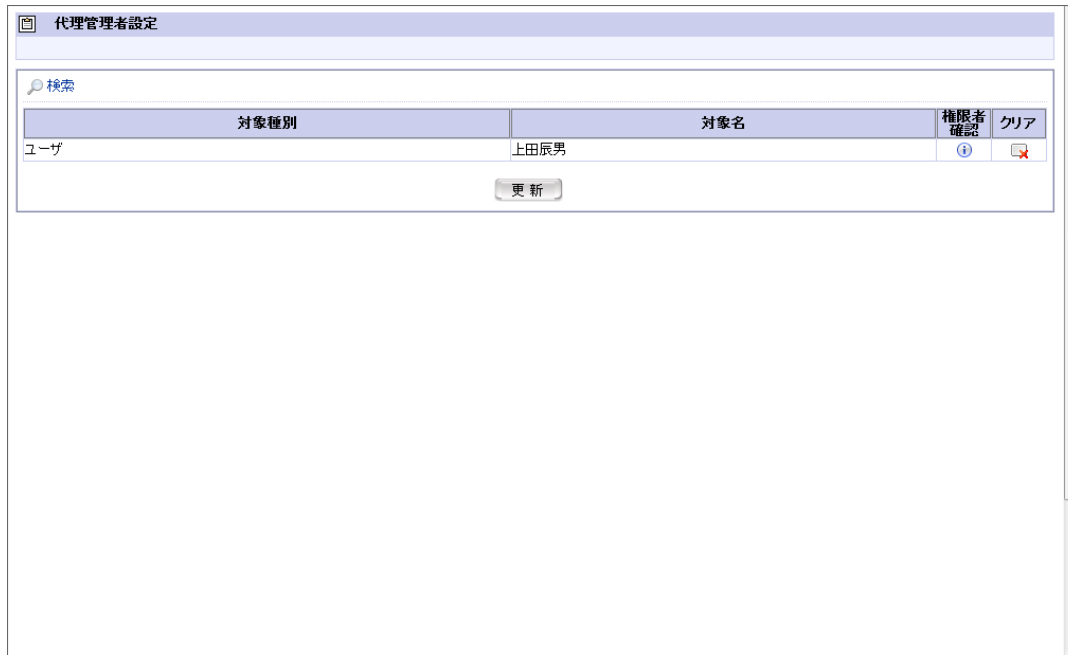 代理管理者設定
検索
対象種別 対象名 権限者確認 クリア
ユーザ 上田辰男
更新